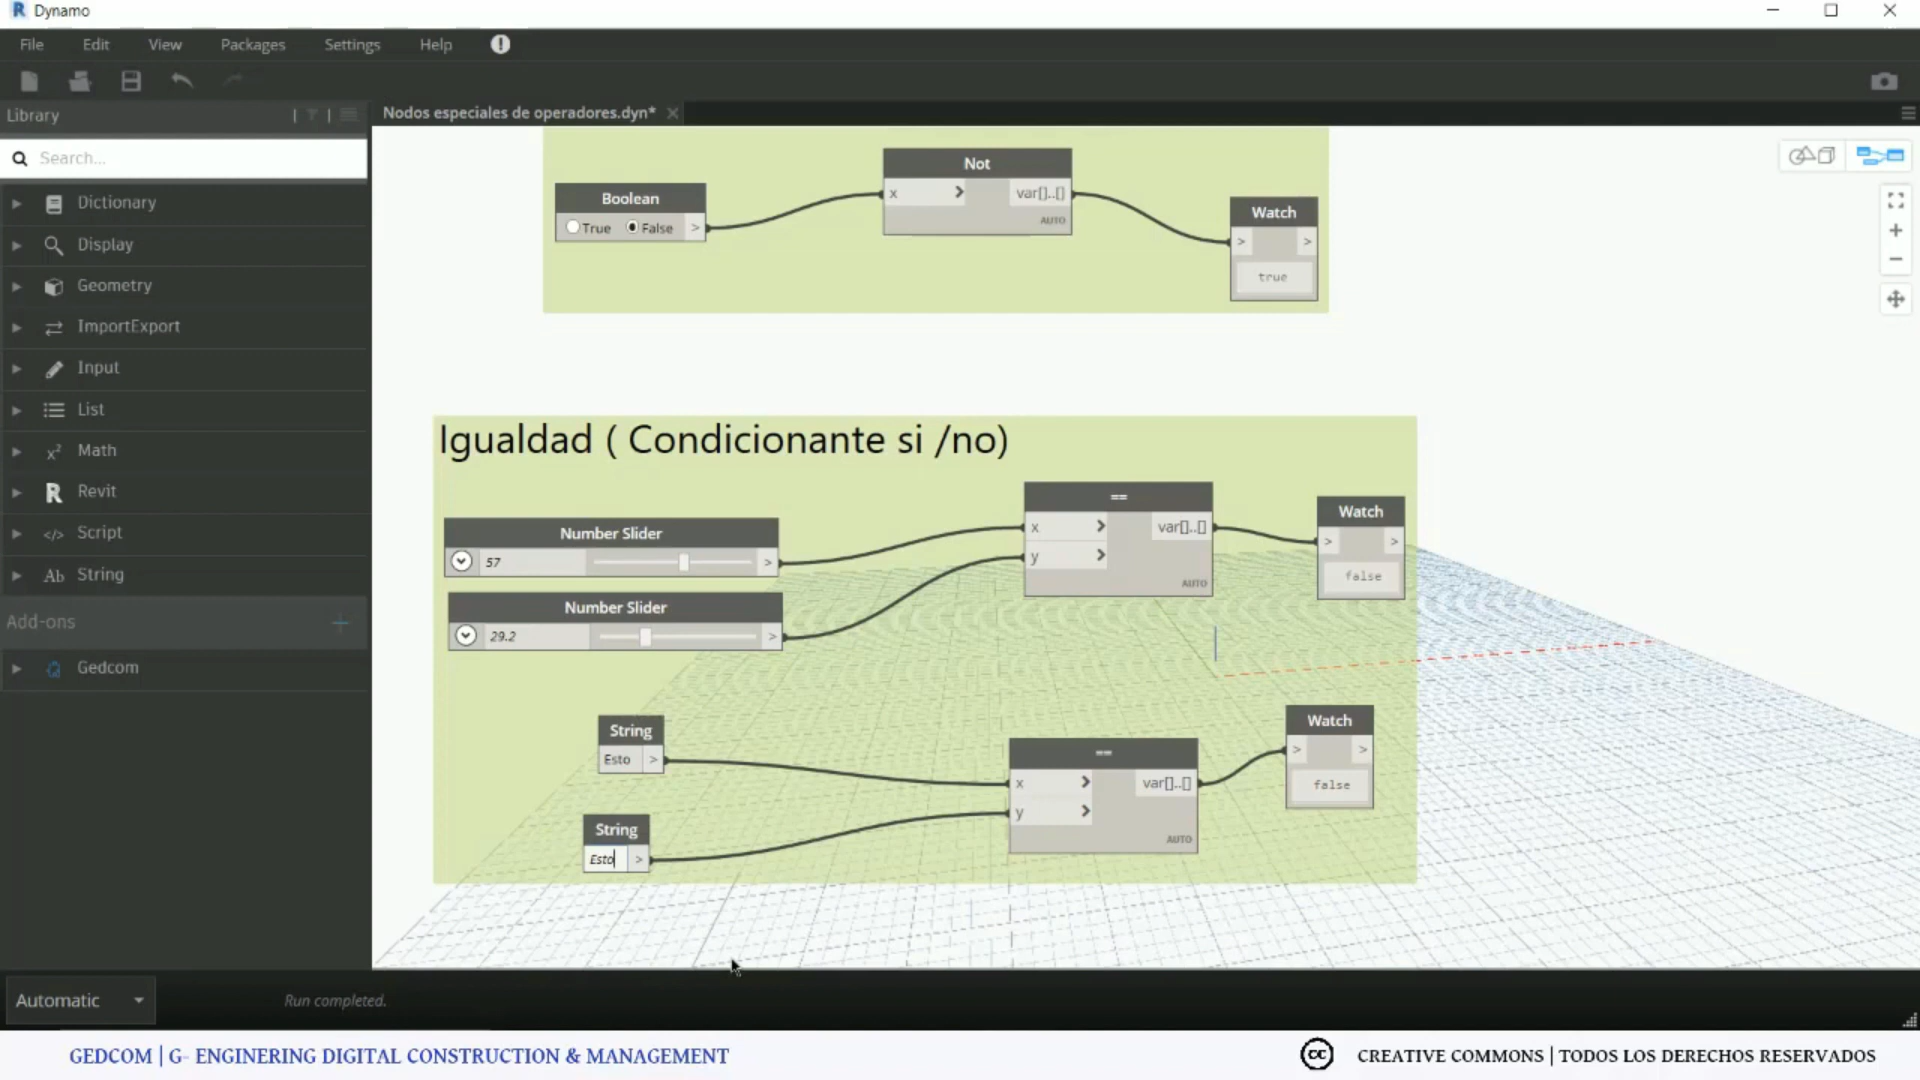 Dynamo
File Edit View Packages Settings Help
Library
Nodos especiales de operadores.dyn*
Search...
Dictionary
Display
Geometry
ImportExport
Input
List
Math
Revit
Script
String
Add-ons
Gedcom
Boolean
True False >
Not
x > var[]..[]
AUTO
Watch
> >
true
Igualdad ( Condicionante si /no)
Number Slider
57 >
Number Slider
29.2 >
==
x > var[]..[]
y >
AUTO
Watch
> >
false
String
Esto >
String
Esto >
==
x > var[]..[]
y >
AUTO
Watch
> >
false
Automatic
Run completed.
GEDCOM | G- ENGINERING DIGITAL CONSTRUCTION & MANAGEMENT
cc CREATIVE COMMONS | TODOS LOS DERECHOS RESERVADOS